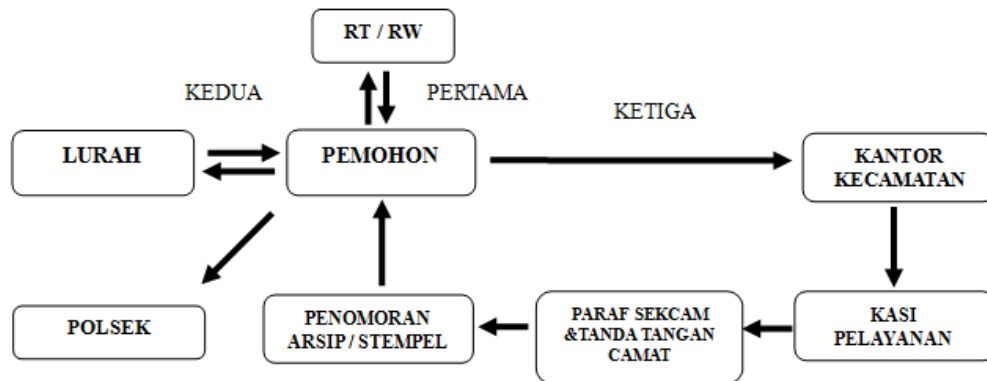 RT / RW
KEDUA
PERTAMA
KETIGA
LURAH
PEMOHON
KANTOR
KECAMATAN
POLSEK
PENOMORAN
ARSIP / STEMPEL
PARAF SEKCAM
&TANDA TANGAN
CAMAT
KASI
PELAYANAN